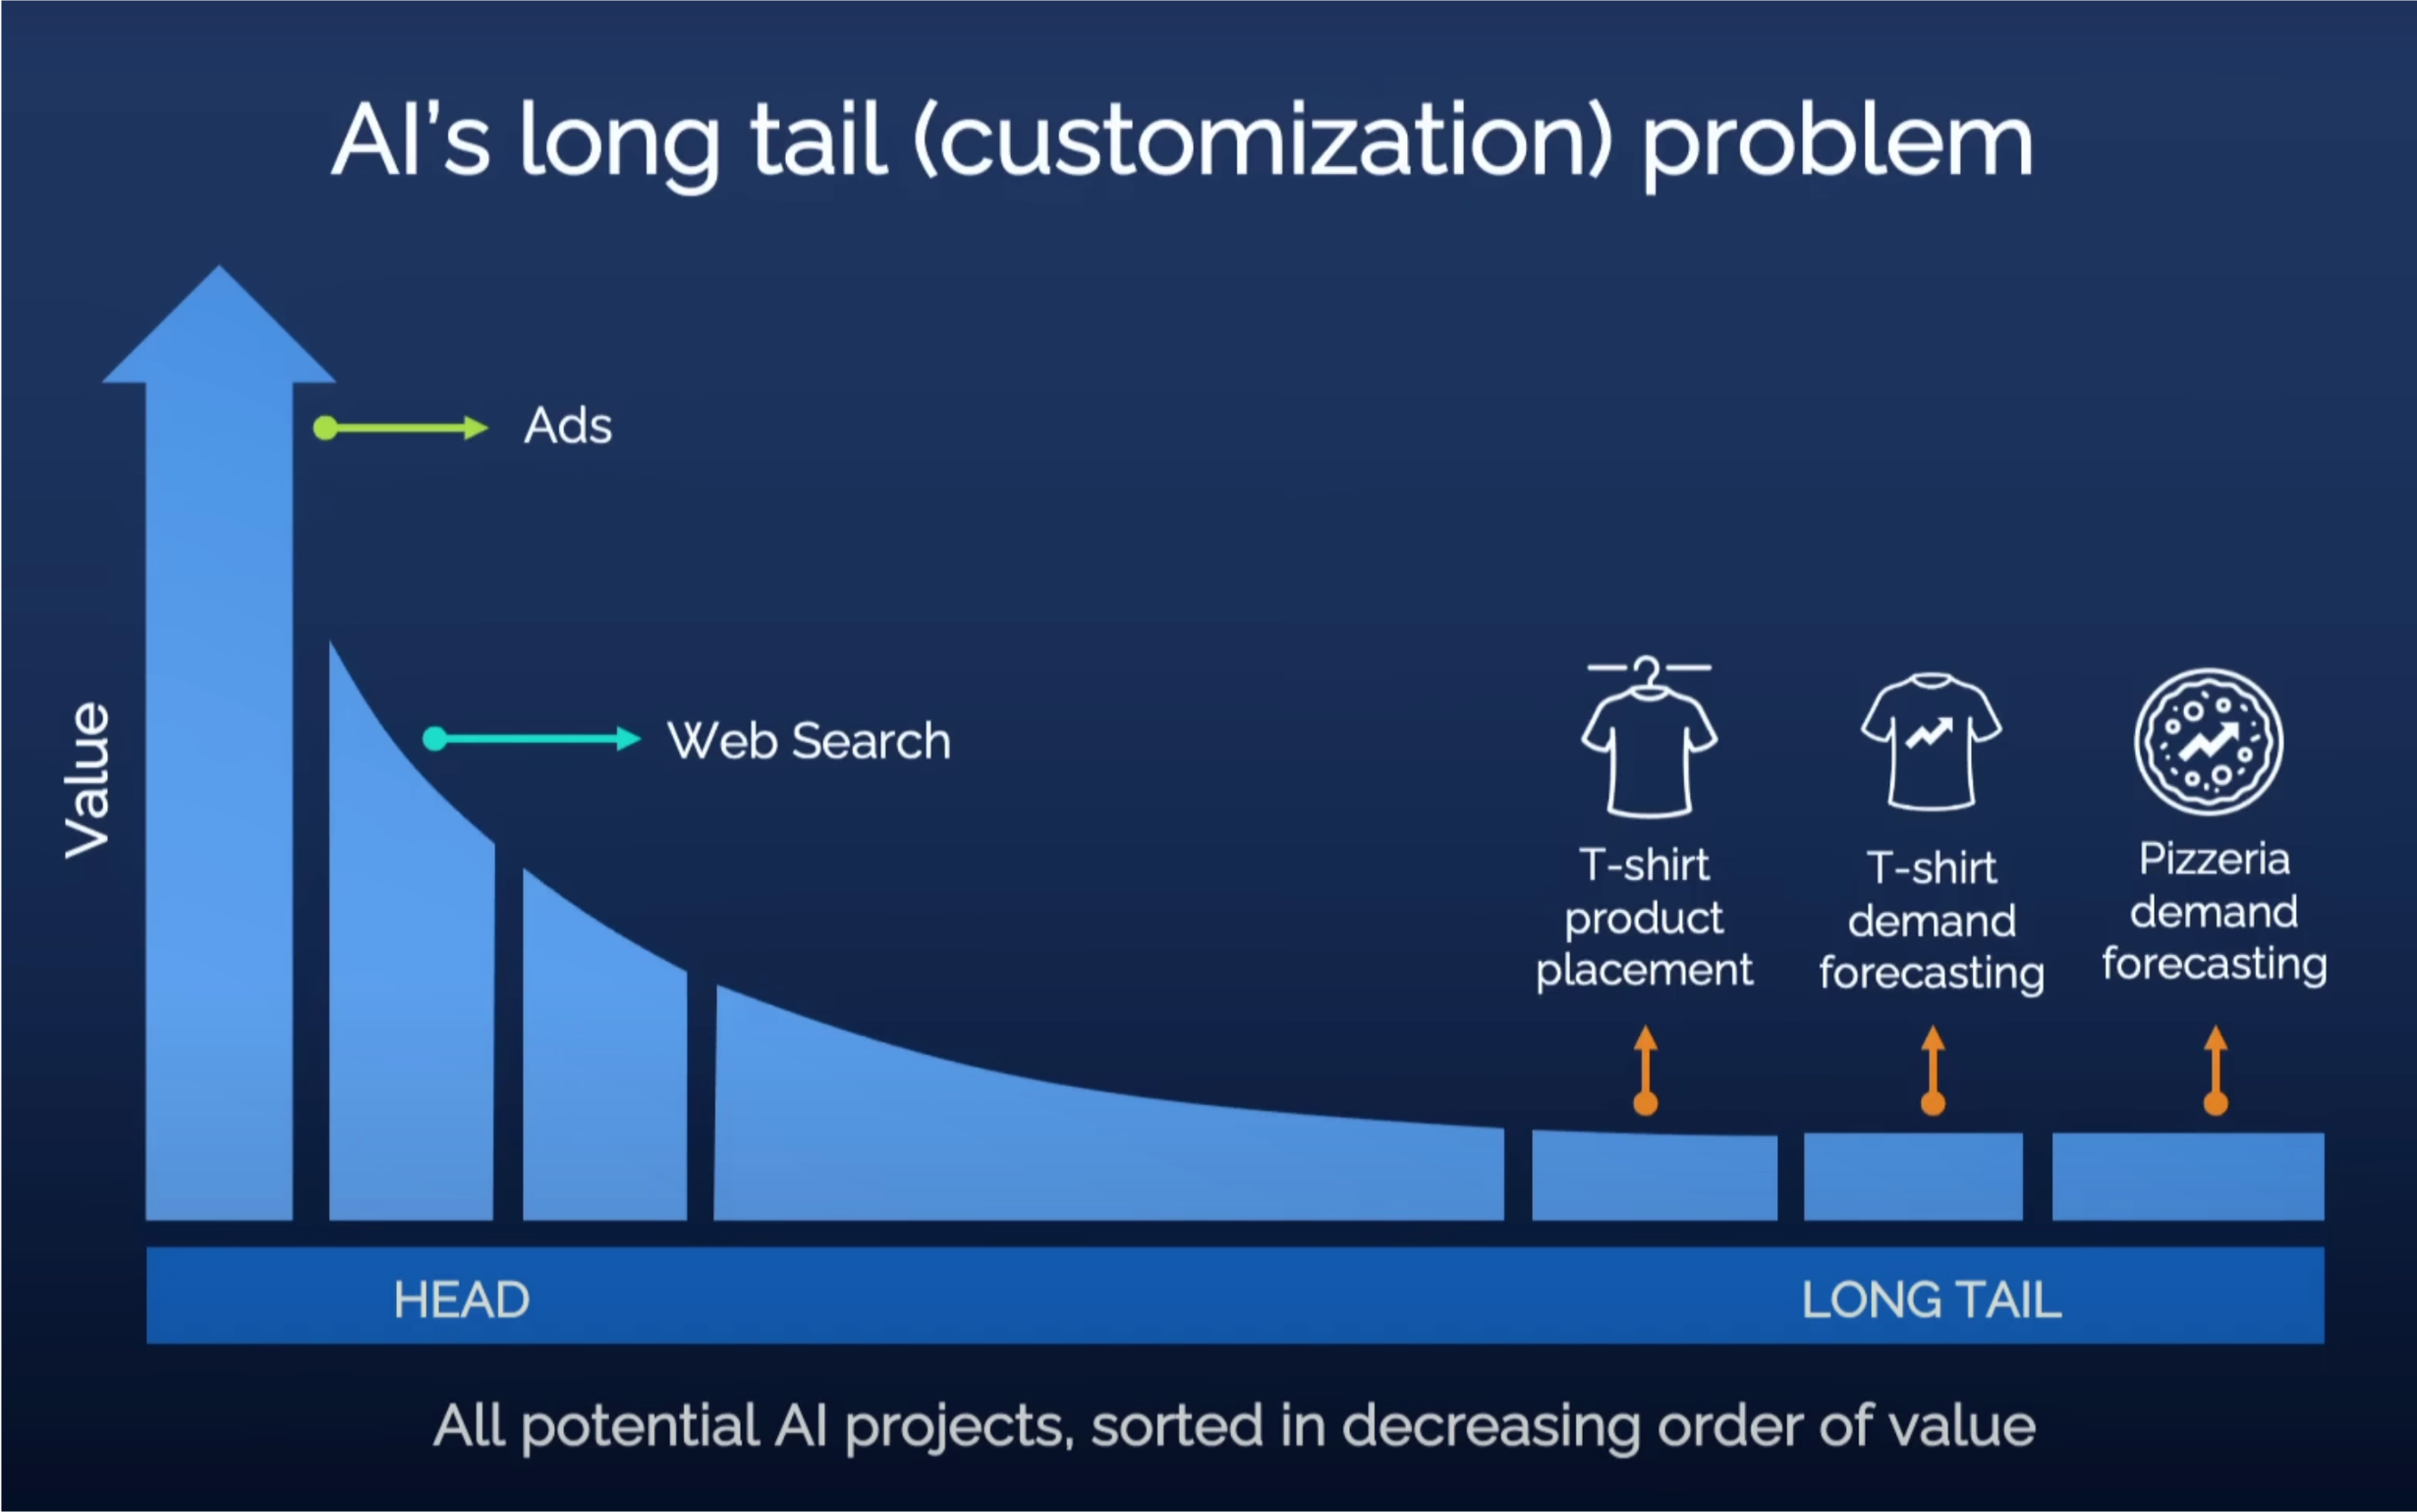 AI's long tail (customization) problem
Value
Ads
Web Search
T-shirt
product
placement
T-shirt
demand
forecasting
Pizzeria
demand
forecasting
HEAD
LONG TAIL
All potential AI projects, sorted in decreasing order of value